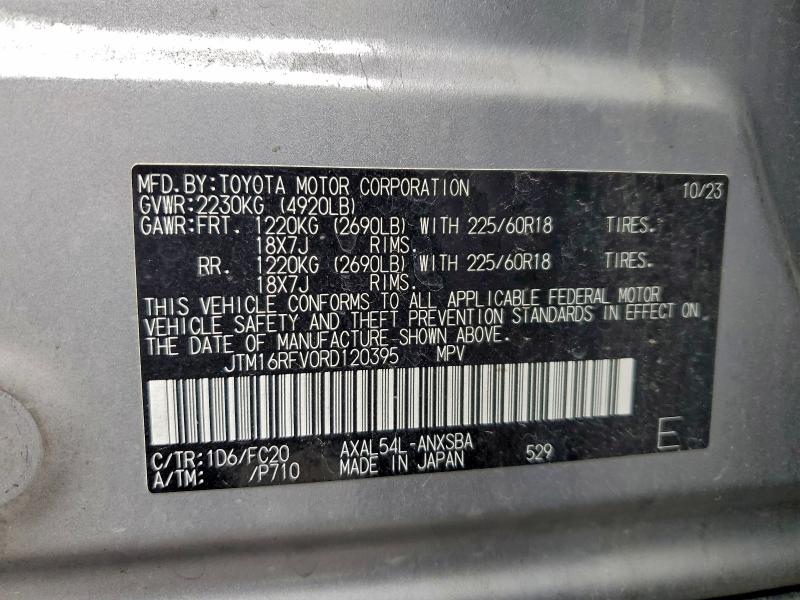 MFD.BY:TOYOTA MOTOR CORPORATION 10/23
GVWR:2230KG (4920LB)
GAWR:FRT. 1220KG (2690LB) WITH 225/60R18 TIRES.
18X7J RIMS.
RR. 1220KG (2690LB) WITH 225/60R18 TIRES.
18X7J RIMS.
THIS VEHICLE CONFORMS TO ALL APPLICABLE FEDERAL MOTOR
VEHICLE SAFETY AND THEFT PREVENTION STANDARDS IN EFFECT ON
THE DATE OF MANUFACTURE SHOWN ABOVE.
JTM16RFV0RD120395 MPV
C/TR:1D6/FC20 AXAL54L-ANXSBA 529 E
A/TM: /P710 MADE IN JAPAN